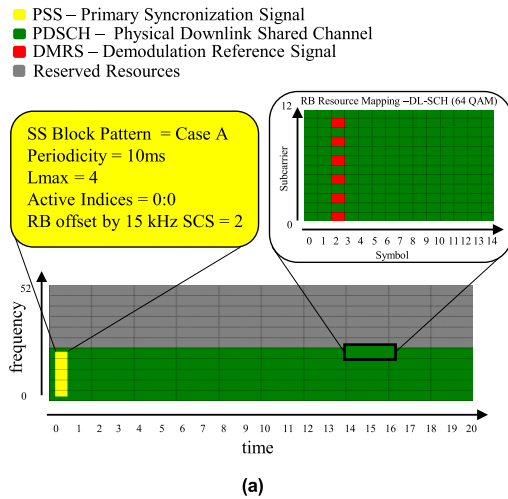 PSS – Primary Syncronization Signal
PDSCH – Physical Downlink Shared Channel
DMRS – Demodulation Reference Signal
Reserved Resources
SS Block Pattern = Case A
Periodicity = 10ms
Lmax = 4
Active Indices = 0:0
RB offset by 15 kHz SCS = 2
RB Resource Mapping –DL-SCH (64 QAM)
12
Subcarrier
0
0 1 2 3 4 5 6 7 8 9 10 11 12 13 14
Symbol
52
frequency
0
0 1 2 3 4 5 6 7 8 9 10 11 12 13 14 15 16 17 18 19 20
time
(a)